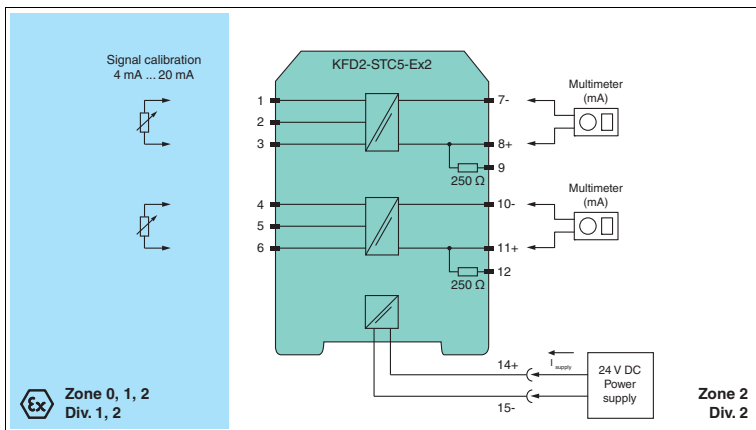 Signal calibration
4 mA ... 20 mA
KFD2-STC5-Ex2
1
2
3
7-
8+
9
250 Ω
Multimeter
(mA)
4
5
6
10-
11+
12
250 Ω
Multimeter
(mA)
14+
15-
I supply
24 V DC
Power
supply
Ex
Zone 0, 1, 2
Div. 1, 2
Zone 2
Div. 2